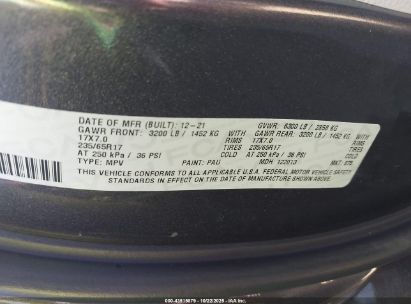 DATE OF MFR (BUILT): 12-21 GVWR: 6300 LB / 2858 KG
GAWR FRONT: 3200 LB / 1452 KG WITH GAWR REAR: 3200 LB / 1452 KG WITH
17X7.0 RIMS 17X7.0 RIMS
235/65R17 TIRES 235/65R17 TIRES
AT 250 kPa / 36 PSI COLD AT 250 kPa / 36 PSI COLD
TYPE: MPV PAINT: PAU MDH: 122013 MKT:
THIS VEHICLE CONFORMS TO ALL APPLICABLE U.S.A. FEDERAL MOTOR VEHICLE SAFETY
STANDARDS IN EFFECT ON THE DATE OF MANUFACTURE SHOWN ABOVE.